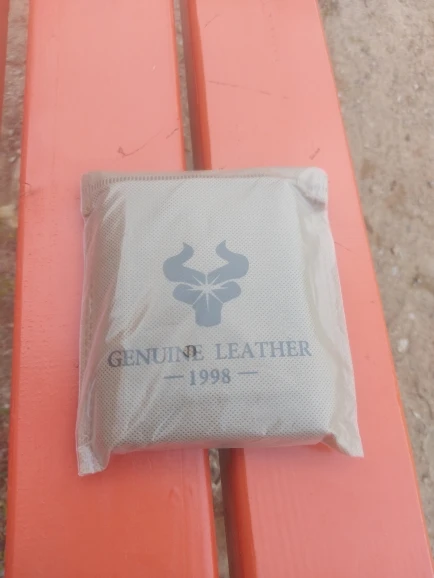 GENUINE LEATHER
— 1998 —